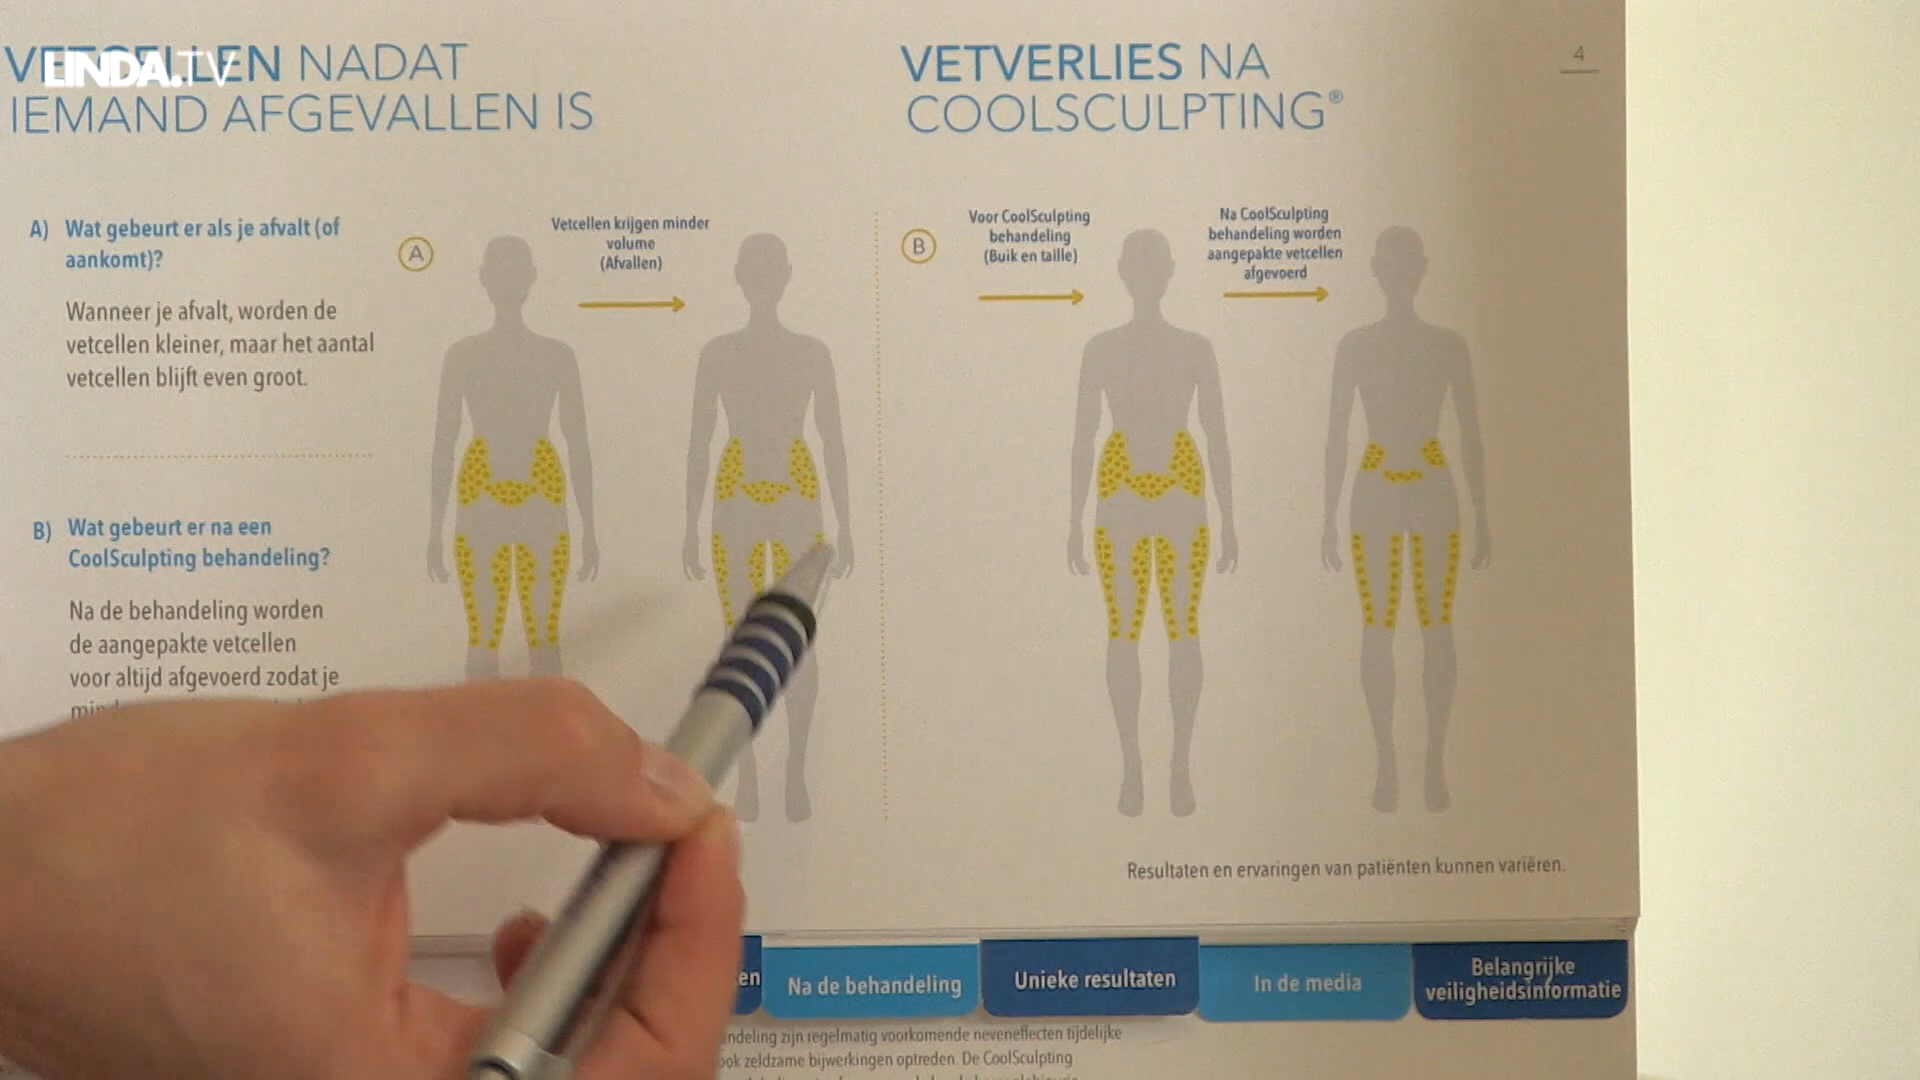 LINDA.TV
VETCELLEN NADAT
IEMAND AFGEVALLEN IS
A) Wat gebeurt er als je afvalt (of
aankomt)?
Wanneer je afvalt, worden de
vetcellen kleiner, maar het aantal
vetcellen blijft even groot.
B) Wat gebeurt er na een
CoolSculpting behandeling?
Na de behandeling worden
de aangepakte vetcellen
voor altijd afgevoerd zodat je
A
Vetcellen krijgen minder
volume
(Afvallen)
VETVERLIES NA
COOLSCULPTING®
4
B
Voor CoolSculpting
behandeling
(Buik en taille)
Na CoolSculpting
behandeling worden
aangepakte vetcellen
afgevoerd
Resultaten en ervaringen van patiënten kunnen variëren.
en
Na de behandeling
Unieke resultaten
In de media
Belangrijke
veiligheidsinformatie
ndeling zijn regelmatig voorkomende neveneffecten tijdelijke
ook zeldzame bijwerkingen optreden. De CoolSculpting